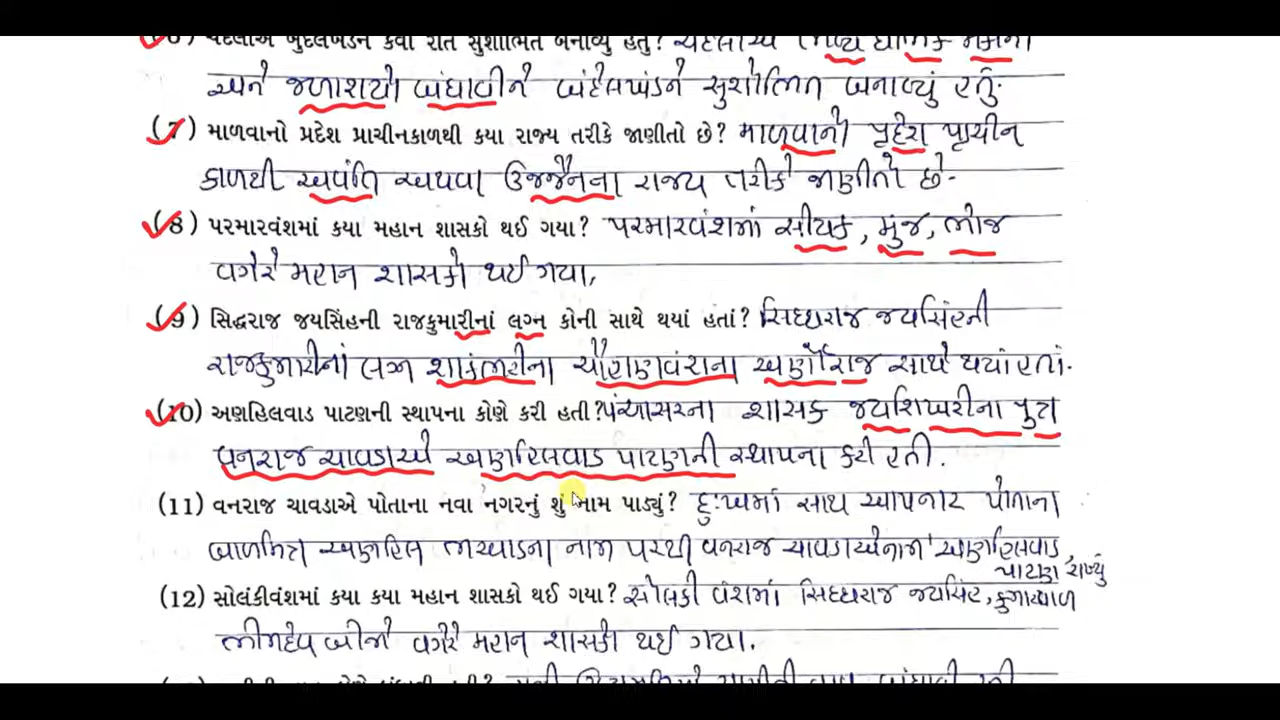 બુંદેલખંડને કેવી રીતે સુશોભિત બનાવ્યું હતું? ચંદેલોએ ભવ્ય ધાર્મિક મકાનો
અને જળાશયો બંધાવીને બુંદેલખંડને સુશોભિત બનાવ્યું હતું.
(7) માળવાનો પ્રદેશ પ્રાચીનકાળથી કયા રાજ્ય તરીકે જાણીતો છે? માળવાનો પ્રદેશ પ્રાચીન
કાળથી અવંતિ અથવા ઉજ્જૈનના રાજ્ય તરીકે જાણીતો છે.
(8) પરમારવંશમાં કયા મહાન શાસકો થઈ ગયા? પરમારવંશમાં સીયક, મુંજ, ભોજ
વગેરે મહાન શાસકો થઈ ગયા.
(9) સિદ્ધરાજ જયસિંહની રાજકુમારીનાં લગ્ન કોની સાથે થયાં હતાં? સિધ્ધરાજ જયસિંહની
રાજકુમારીનાં લગ્ન શાકંભરીના ચૌહાણવંશના અર્ણોરાજ સાથે થયાં હતાં.
(10) અણહિલવાડ પાટણની સ્થાપના કોણે કરી હતી? પંચાસરના શાસક જયશિખરીના પુત્ર
વનરાજ ચાવડાએ અણહિલવાડ પાટણની સ્થાપના કરી હતી.
(11) વનરાજ ચાવડાએ પોતાના નવા નગરનું શું નામ પાડ્યું? દુઃખમાં સાથ આપનાર પોતાના
બાળમિત્ર અણહિલ ભરવાડના નામ પરથી વનરાજ ચાવડાએ નામ 'અણહિલવાડ,
પાટણ રાખ્યું
(12) સોલંકીવંશમાં કયા કયા મહાન શાસકો થઈ ગયા? સોલંકી વંશમાં સિધ્ધરાજ જયસિંહ, કુમારપાળ
ભીમદેવ બીજો વગેરે મહાન શાસકો થઈ ગયા.